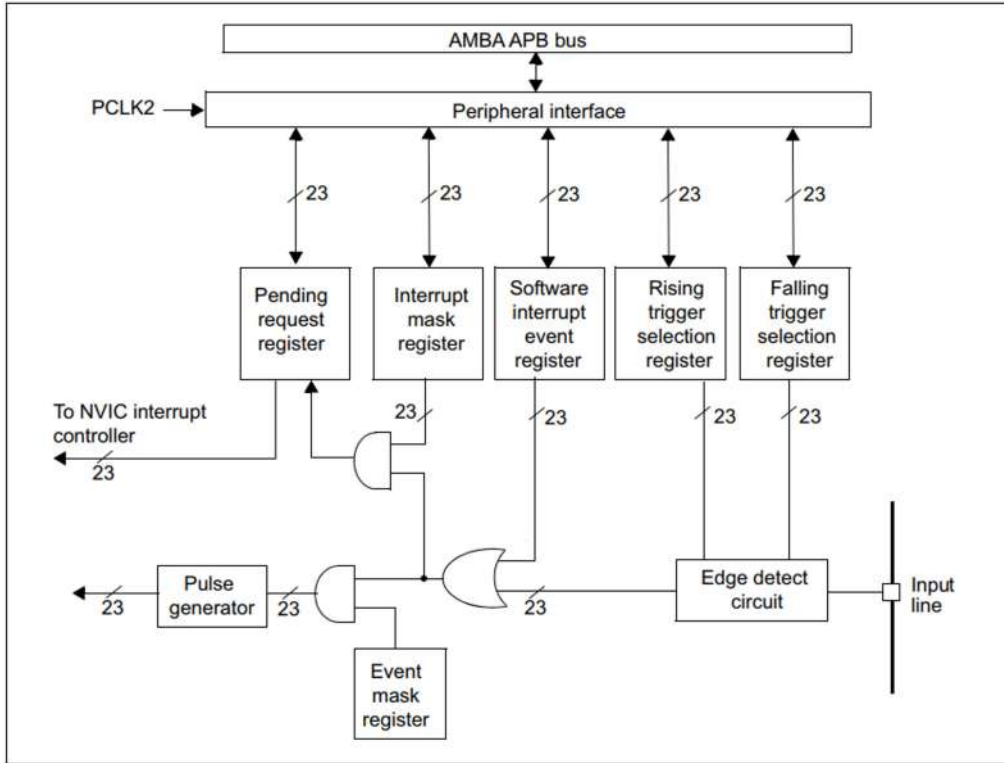 AMBA APB bus
PCLK2
Peripheral interface
23
23
23
23
23
Pending
request
register
Interrupt
mask
register
Software
interrupt
event
register
Rising
trigger
selection
register
Falling
trigger
selection
register
To NVIC interrupt
controller
23
23
23
23
23
Pulse
generator
23
23
23
Edge detect
circuit
Input
line
Event
mask
register